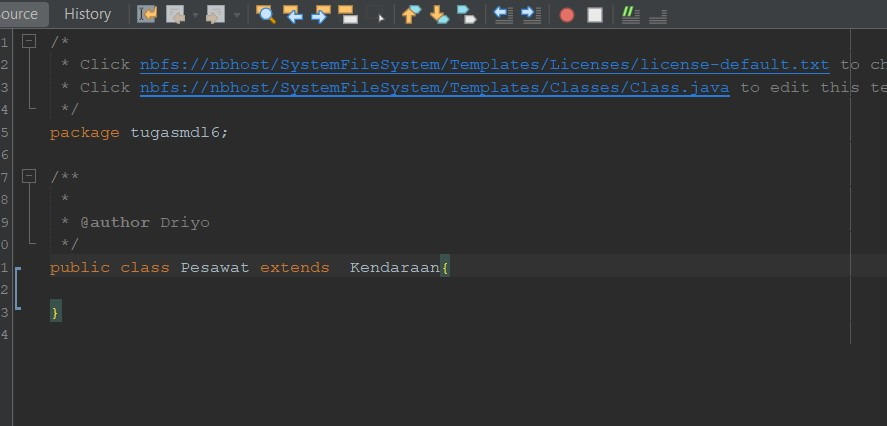 ource History
1 /*
2 * Click nbfs://nbhost/SystemFileSystem/Templates/Licenses/license-default.txt to ch
3 * Click nbfs://nbhost/SystemFileSystem/Templates/Classes/Class.java to edit this te
4 */
5 package tugasmdl6;
6
7 /**
8 *
9 * @author Driyo
0 */
1 public class Pesawat extends  Kendaraan{
2
3 }
4